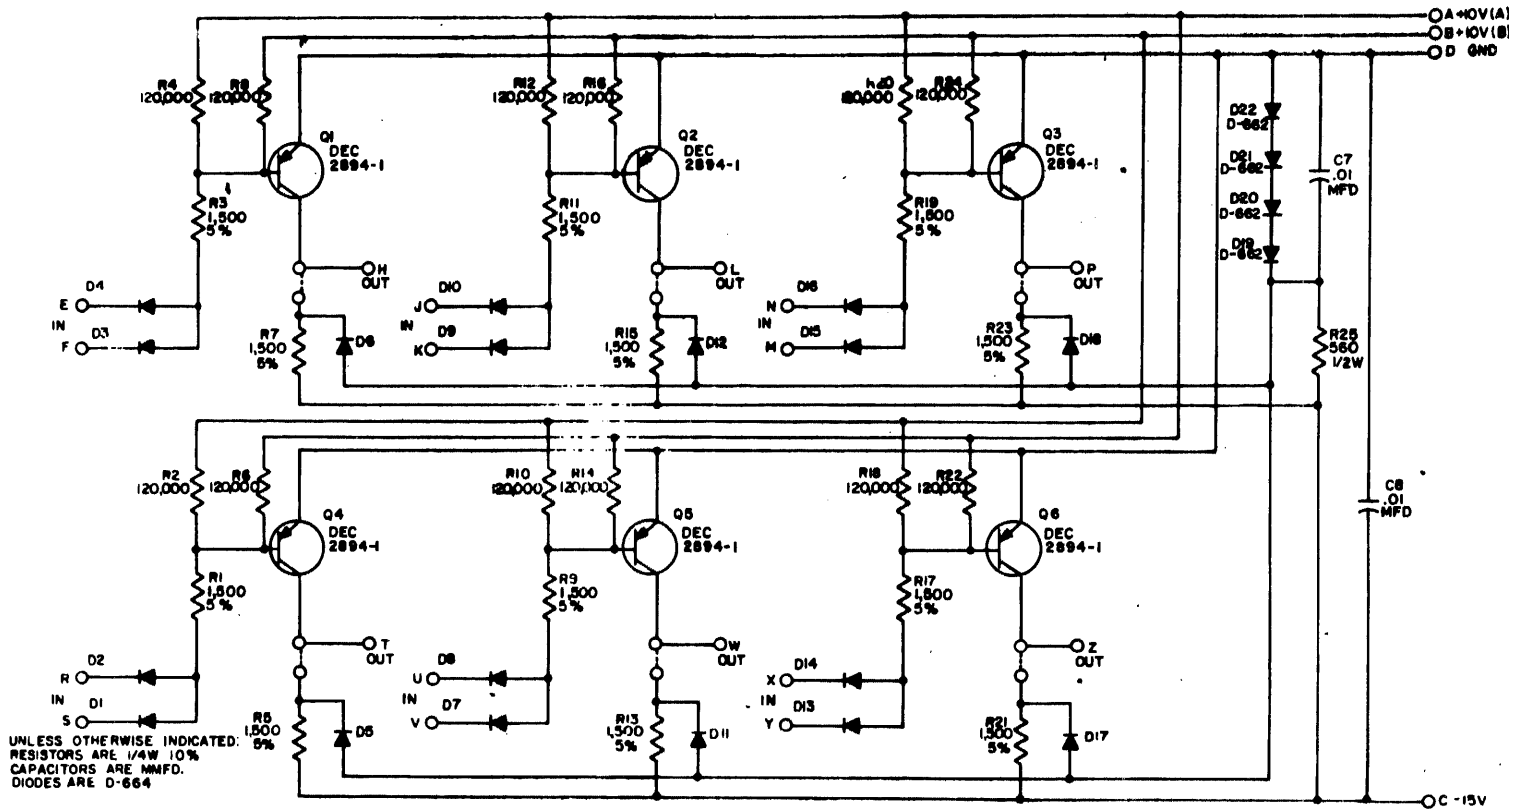 A+10V(A)
B+10V(B)
D GND
R4
120,000
R8
120,000
R12
120,000
R16
120,000
R20
120,000
R24
120,000
Q1
DEC
2894-1
Q2
DEC
2894-1
Q3
DEC
2894-1
D22
D-662
D21
D-662
D20
D-662
D19
D-662
C7
.01
MFD
R3
1,500
5%
R11
1,500
5%
R19
1,500
5%
H
OUT
L
OUT
P
OUT
E
D4
IN
F
D3
J
D10
IN
K
D9
N
D16
IN
M
D15
R7
1,500
5%
D6
R15
1,500
5%
D12
R23
1,500
5%
D18
R25
560
1/2W
R2
120,000
R6
120,000
R10
120,000
R14
120,000
R18
120,000
R22
120,000
Q4
DEC
2894-1
Q5
DEC
2894-1
Q6
DEC
2894-1
C8
.01
MFD
R1
1,500
5%
R9
1,500
5%
R17
1,500
5%
T
OUT
W
OUT
Z
OUT
R
D2
IN
S
D1
U
D8
IN
V
D7
X
D14
IN
Y
D13
R5
1,500
5%
D5
R13
1,500
5%
D11
R21
1,500
5%
D17
UNLESS OTHERWISE INDICATED:
RESISTORS ARE 1/4W 10%
CAPACITORS ARE MMFD.
DIODES ARE D-664
C -15V